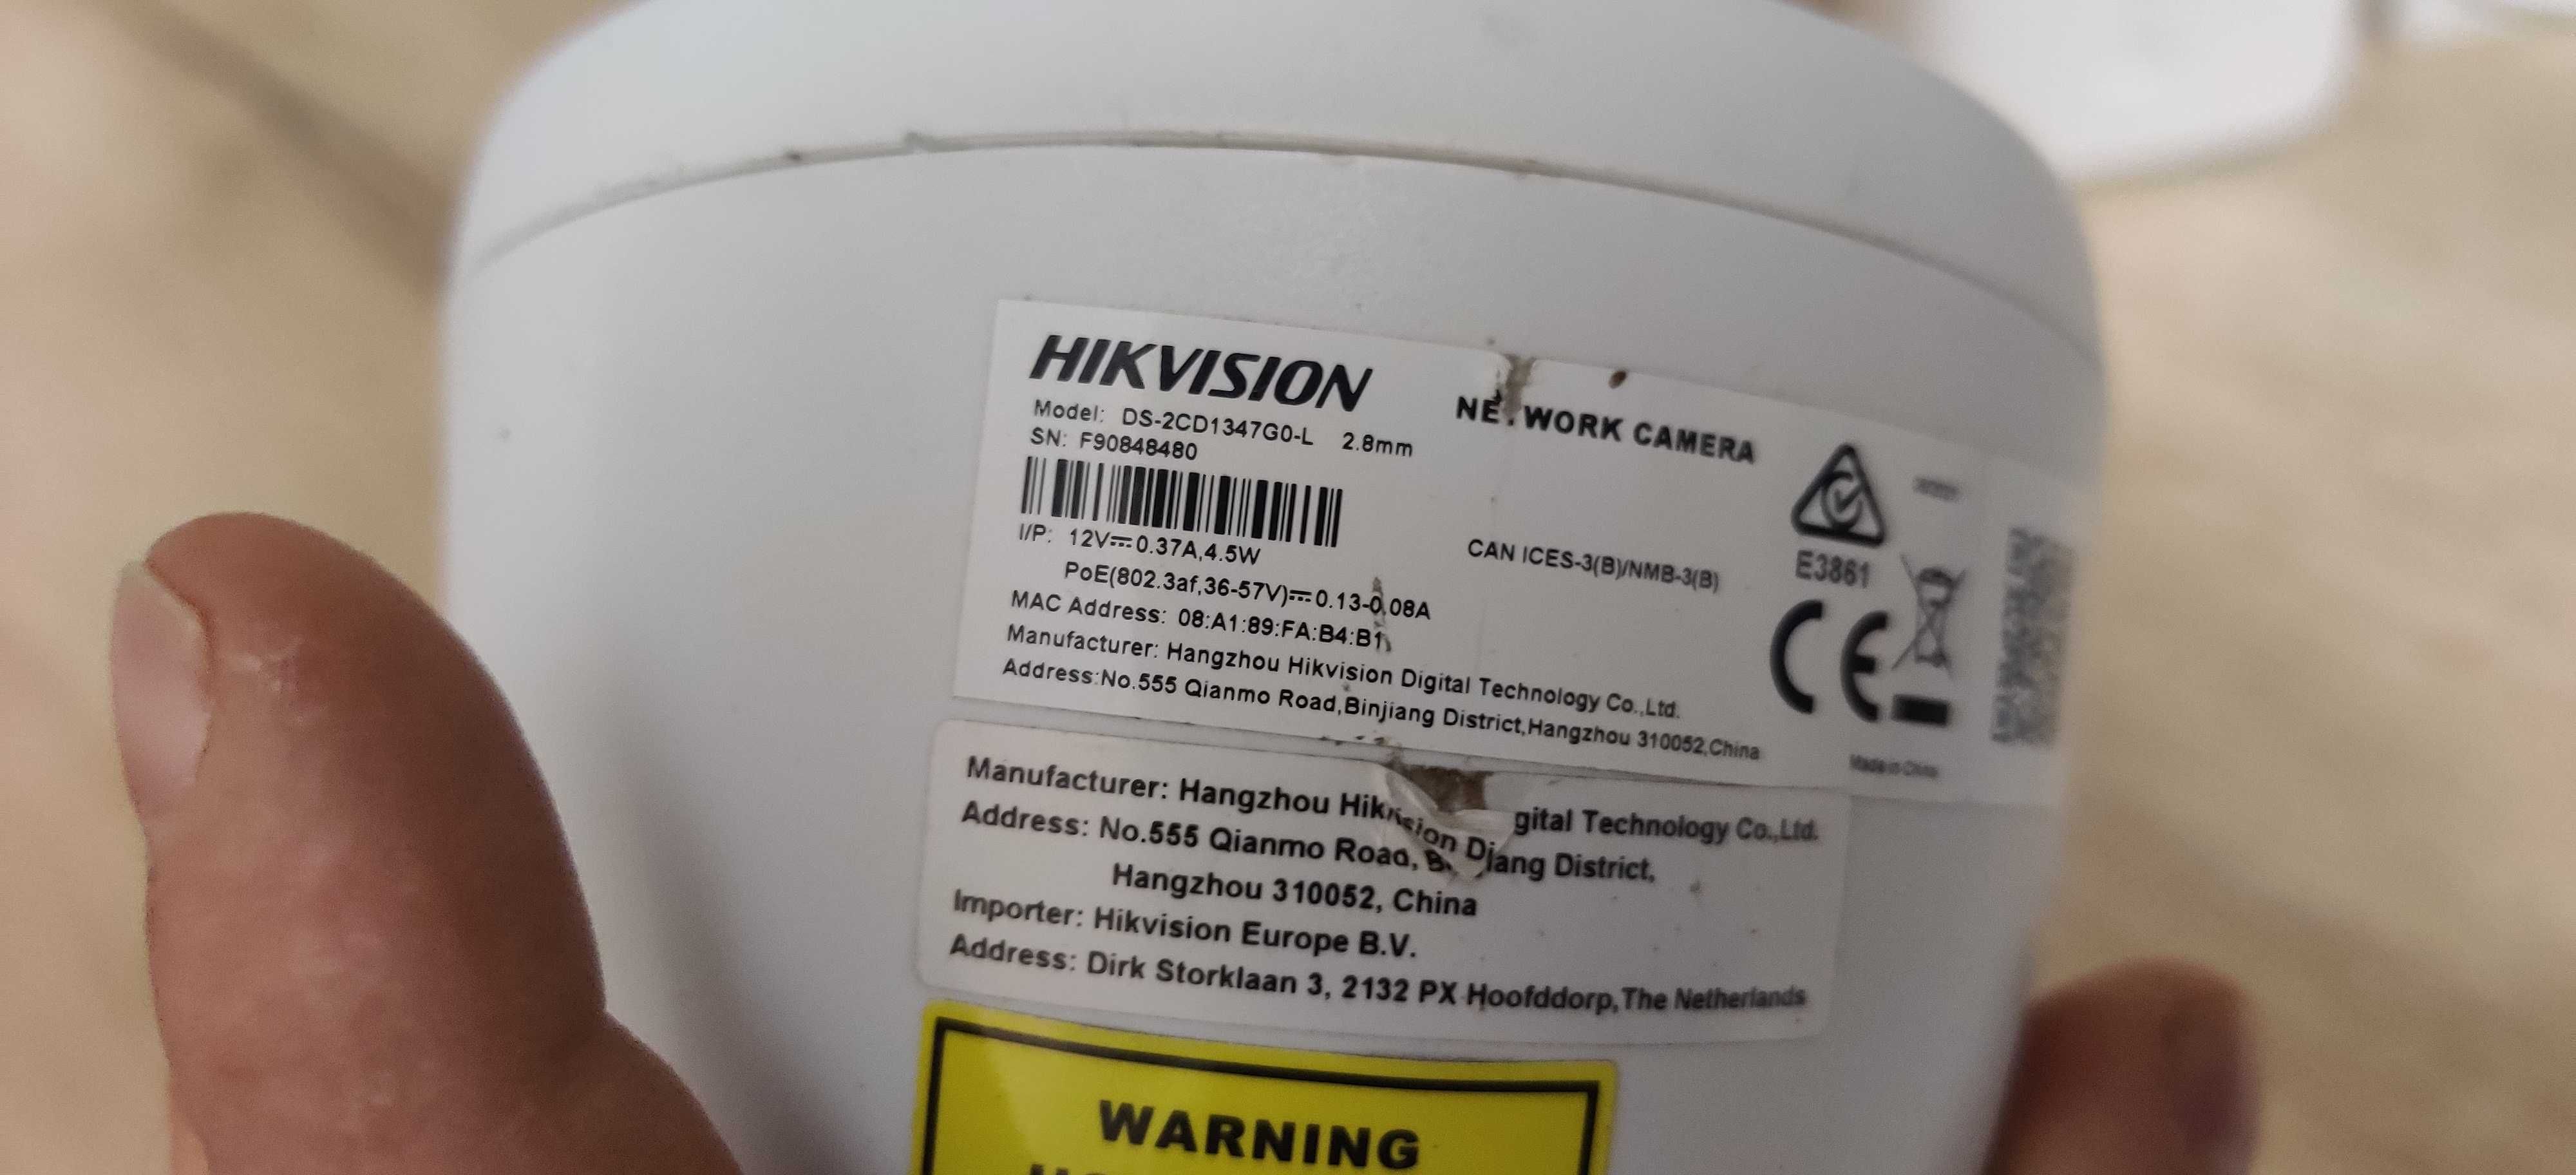 HIKVISION
NETWORK CAMERA
Model: DS-2CD1347G0-L 2.8mm
SN: F90848480
I/P: 12V⎓0.37A,4.5W
PoE(802.3af,36-57V)⎓0.13-0.08A
CAN ICES-3(B)/NMB-3(B)
MAC Address: 08:A1:89:FA:B4:B1
Manufacturer: Hangzhou Hikvision Digital Technology Co.,Ltd.
Address:No.555 Qianmo Road,Binjiang District,Hangzhou 310052,China
E3861
CE
Made in China
Manufacturer: Hangzhou Hikvision Digital Technology Co.,Ltd.
Address: No.555 Qianmo Road, Binjiang District,
Hangzhou 310052, China
Importer: Hikvision Europe B.V.
Address: Dirk Storklaan 3, 2132 PX Hoofddorp,The Netherlands
WARNING